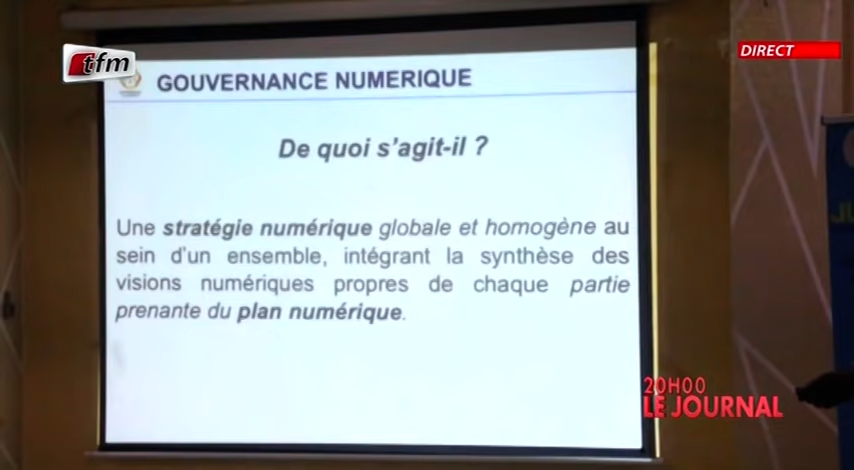 tfm
DIRECT
GOUVERNANCE NUMERIQUE
De quoi s'agit-il ?
Une stratégie numérique globale et homogène au
sein d'un ensemble, intégrant la synthèse des
visions numériques propres de chaque partie
prenante du plan numérique.
20H00
LE JOURNAL